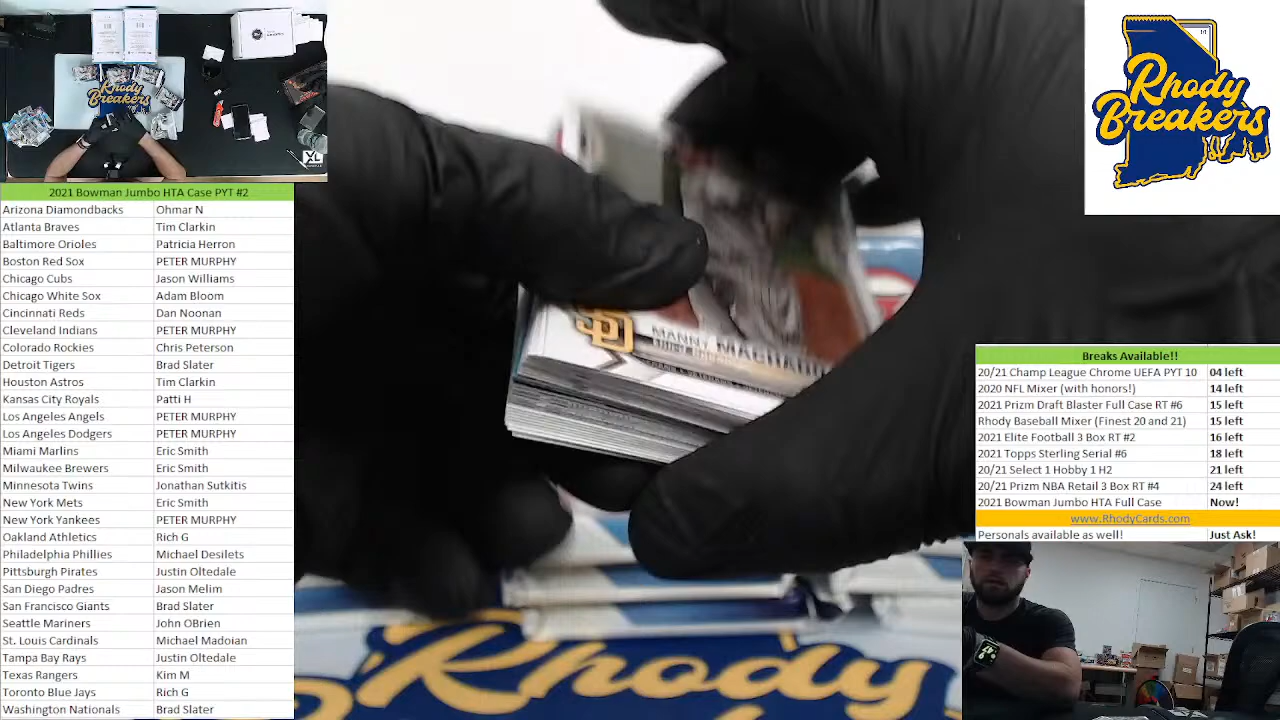 Rhody
Breakers
XL
2021 Bowman Jumbo HTA Case PYT #2
Arizona Diamondbacks Ohmar N
Atlanta Braves Tim Clarkin
Baltimore Orioles Patricia Herron
Boston Red Sox PETER MURPHY
Chicago Cubs Jason Williams
Chicago White Sox Adam Bloom
Cincinnati Reds Dan Noonan
Cleveland Indians PETER MURPHY
Colorado Rockies Chris Peterson
Detroit Tigers Brad Slater
Houston Astros Tim Clarkin
Kansas City Royals Patti H
Los Angeles Angels PETER MURPHY
Los Angeles Dodgers PETER MURPHY
Miami Marlins Eric Smith
Milwaukee Brewers Eric Smith
Minnesota Twins Jonathan Sutkitis
New York Mets Eric Smith
New York Yankees PETER MURPHY
Oakland Athletics Rich G
Philadelphia Phillies Michael Desilets
Pittsburgh Pirates Justin Oltedale
San Diego Padres Jason Melim
San Francisco Giants Brad Slater
Seattle Mariners John OBrien
St. Louis Cardinals Michael Madoian
Tampa Bay Rays Justin Oltedale
Texas Rangers Kim M
Toronto Blue Jays Rich G
Washington Nationals Brad Slater
SD
MANNY MACHADO
Rhody
Rhody
Breakers
Breaks Available!!
20/21 Champ League Chrome UEFA PYT 10 04 left
2020 NFL Mixer (with honors!) 14 left
2021 Prizm Draft Blaster Full Case RT #6 15 left
Rhody Baseball Mixer (Finest 20 and 21) 15 left
2021 Elite Football 3 Box RT #2 16 left
2021 Topps Sterling Serial #6 18 left
20/21 Select 1 Hobby 1 H2 21 left
20/21 Prizm NBA Retail 3 Box RT #4 24 left
2021 Bowman Jumbo HTA Full Case Now!
www.RhodyCards.com
Personals available as well! Just Ask!